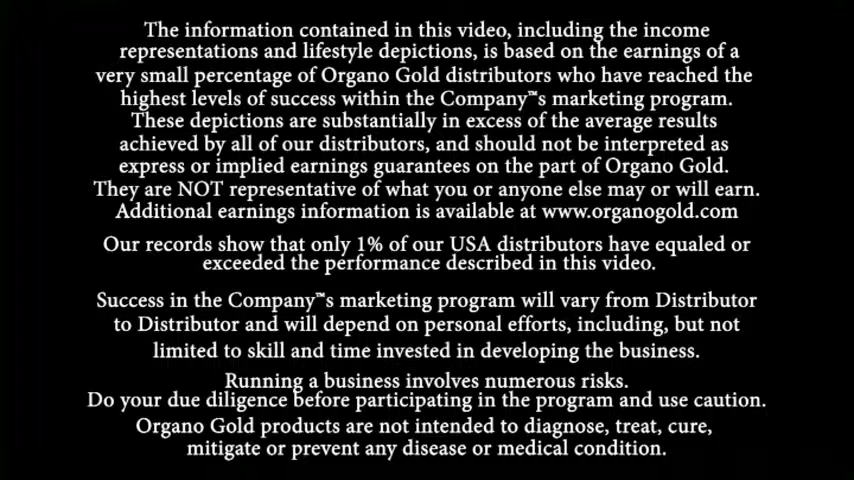 The information contained in this video, including the income
representations and lifestyle depictions, is based on the earnings of a
very small percentage of Organo Gold distributors who have reached the
highest levels of success within the Company™s marketing program.
These depictions are substantially in excess of the average results
achieved by all of our distributors, and should not be interpreted as
express or implied earnings guarantees on the part of Organo Gold.
They are NOT representative of what you or anyone else may or will earn.
Additional earnings information is available at www.organogold.com
Our records show that only 1% of our USA distributors have equaled or
exceeded the performance described in this video.
Success in the Company™s marketing program will vary from Distributor
to Distributor and will depend on personal efforts, including, but not
limited to skill and time invested in developing the business.
Running a business involves numerous risks.
Do your due diligence before participating in the program and use caution.
Organo Gold products are not intended to diagnose, treat, cure,
mitigate or prevent any disease or medical condition.